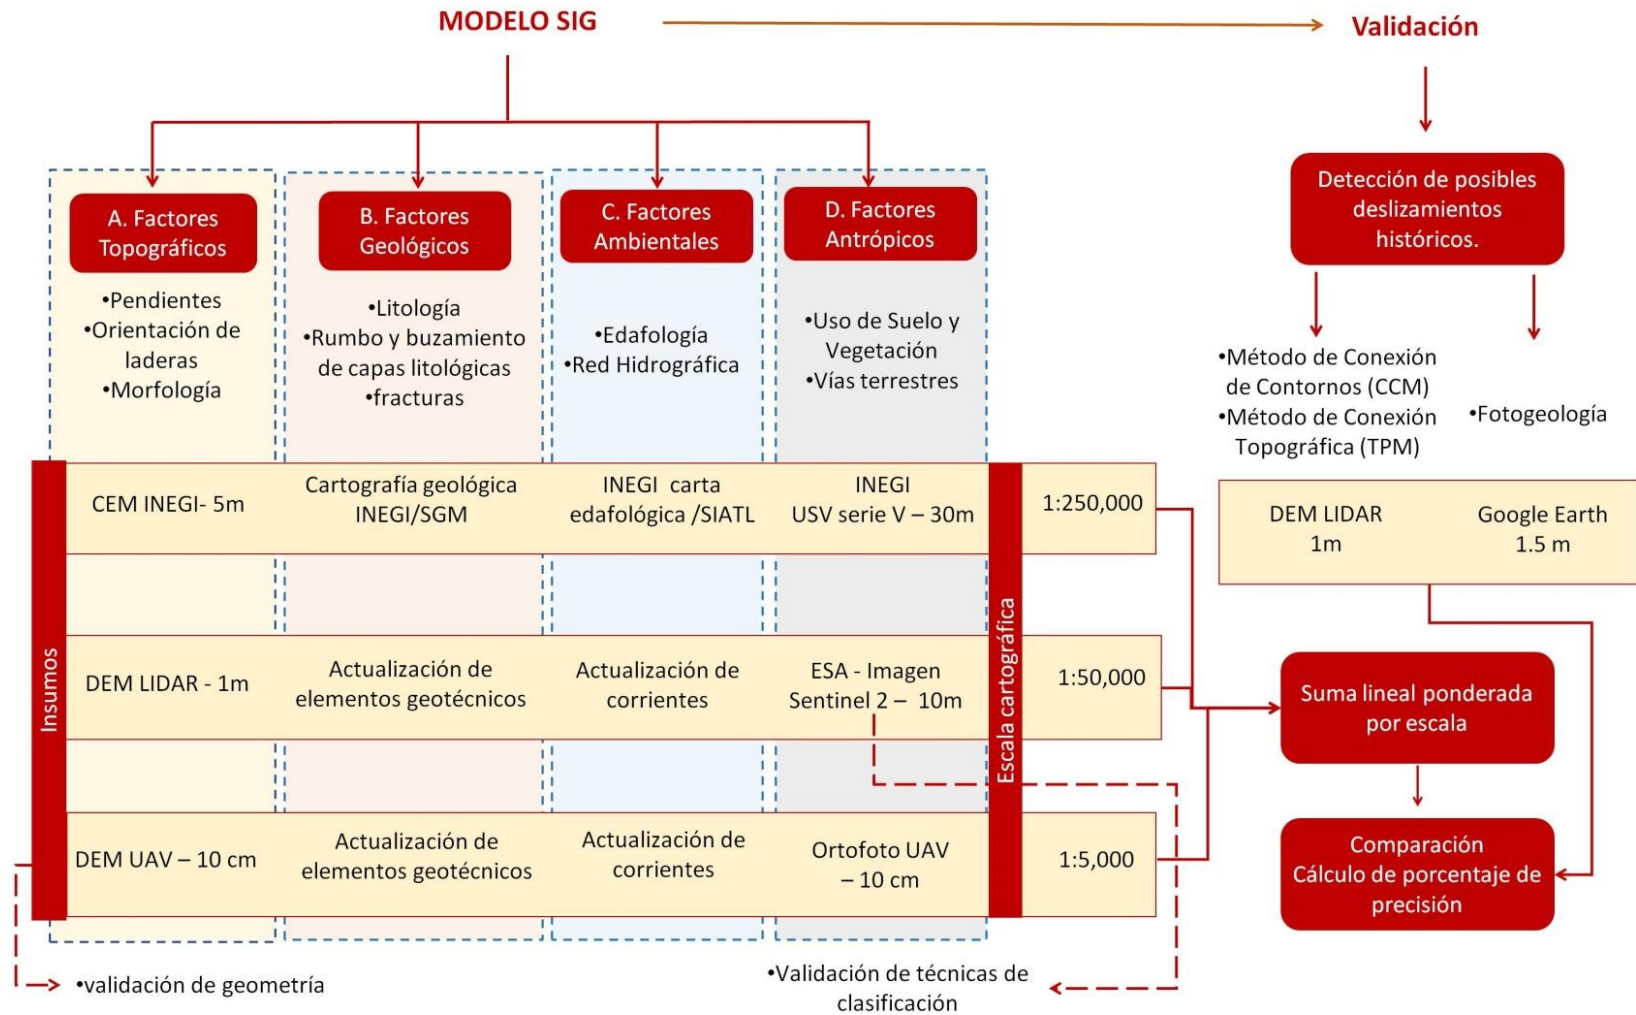 MODELO SIG
Validación
A. Factores
Topográficos
•Pendientes
•Orientación de
laderas
•Morfología
B. Factores
Geológicos
•Litología
•Rumbo y buzamiento
de capas litológicas
•fracturas
C. Factores
Ambientales
•Edafología
•Red Hidrográfica
D. Factores
Antrópicos
•Uso de Suelo y
Vegetación
•Vías terrestres
Detección de posibles
deslizamientos
históricos.
•Método de Conexión
de Contornos (CCM)
•Método de Conexión
Topográfica (TPM)
•Fotogeología
Insumos
CEM INEGI- 5m
Cartografía geológica
INEGI/SGM
INEGI carta
edafológica /SIATL
INEGI
USV serie V – 30m
Escala cartográfica
1:250,000
DEM LIDAR
1m
Google Earth
1.5 m
DEM LIDAR - 1m
Actualización de
elementos geotécnicos
Actualización de
corrientes
ESA - Imagen
Sentinel 2 – 10m
1:50,000
Suma lineal ponderada
por escala
DEM UAV – 10 cm
Actualización de
elementos geotécnicos
Actualización de
corrientes
Ortofoto UAV
– 10 cm
1:5,000
Comparación
Cálculo de porcentaje de
precisión
•validación de geometría
•Validación de técnicas de
clasificación